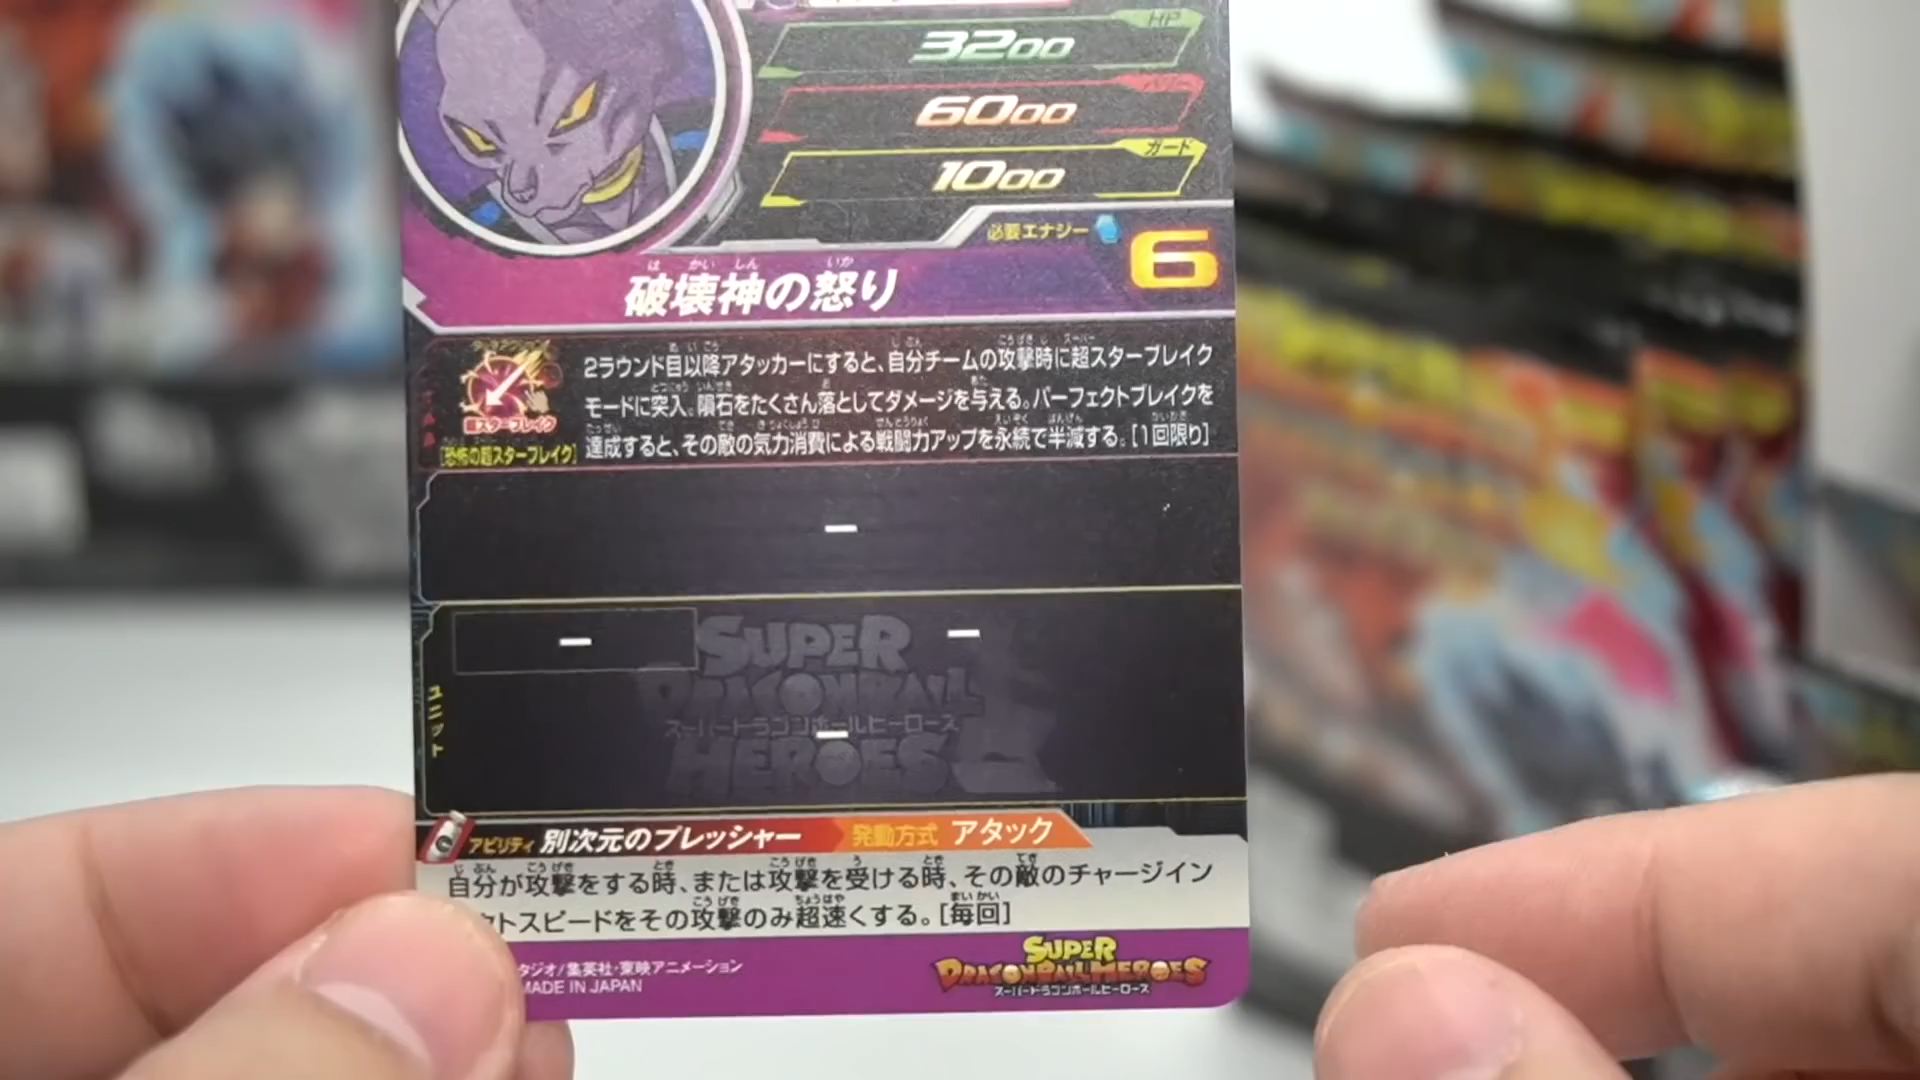 HP
3200
パワー
6000
ガード
1000
必要エナジー
6
破壊神の怒り
超スターブレイク
[恐怖の超スターブレイク]
2ラウンド目以降アタッカーにすると、自分チームの攻撃時に超スターブレイク
モードに突入。隕石をたくさん落としてダメージを与える。パーフェクトブレイクを
達成すると、その敵の気力消費による戦闘力アップを永続で半減する。[1回限り]
ー
ー
ー
ー
ユニット
SUPER
DRAGONBALL
スーパードラゴンボールヒーローズ
HEROES
アビリティ 別次元のプレッシャー 発動方式 アタック
自分が攻撃をする時、または攻撃を受ける時、その敵のチャージイン
クトスピードをその攻撃のみ超速くする。[毎回]
タジオ/集英社・東映アニメーション
MADE IN JAPAN
SUPER
DRAGONBALL HEROES
スーパードラゴンボールヒーローズ